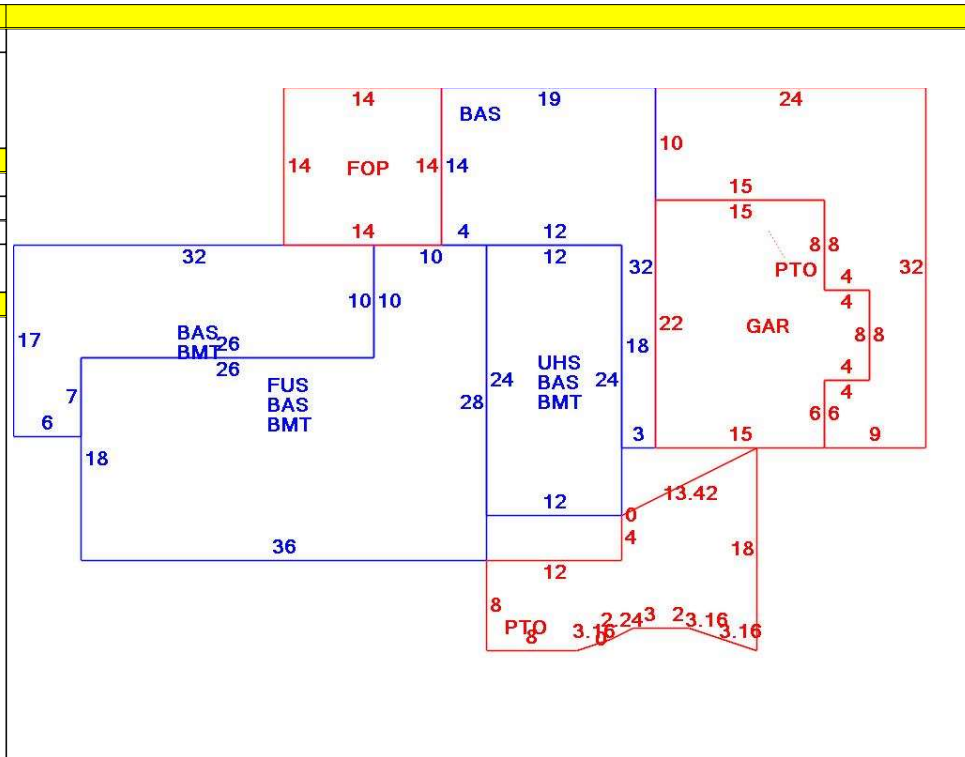 14 19 24
BAS
14 FOP 14 14 10
15
15
14 4 12
32 10 12 8 8
32 PTO 4 32
10 10 4
17 BAS 22 GAR 8 8
BMT 26 18
26 UHS 4
7 FUS 24 BAS 24 4
BAS 28 BMT
6 BMT 6 6
18 3 15 9
12 13.42
0
36 4 18
12
8
PTO 8 3.16 0 2.24 3 2 3.16 3.16